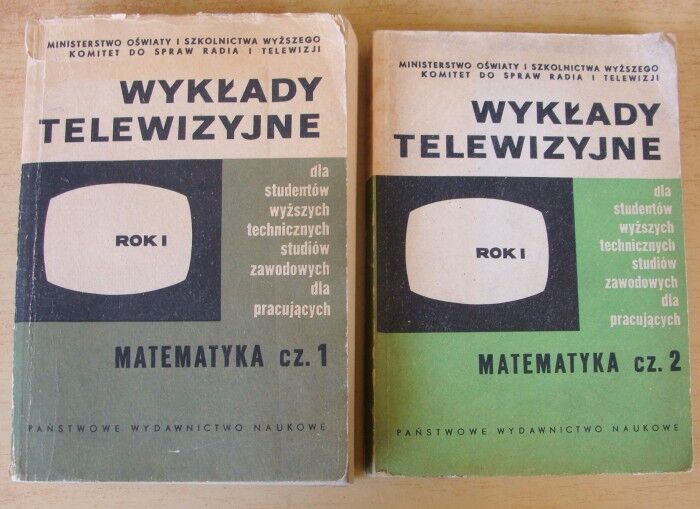 MINISTERSTWO OŚWIATY I SZKOLNICTWA WYŻSZEGO
KOMITET DO SPRAW RADIA I TELEWIZJI
WYKŁADY
TELEWIZYJNE
ROK I
dla
studentów
wyższych
technicznych
studiów
zawodowych
dla
pracujących
MATEMATYKA cz. 1
PAŃSTWOWE WYDAWNICTWO NAUKOWE
MINISTERSTWO OŚWIATY I SZKOLNICTWA WYŻSZEGO
KOMITET DO SPRAW RADIA I TELEWIZJI
WYKŁADY
TELEWIZYJNE
ROK I
dla
studentów
wyższych
technicznych
studiów
zawodowych
dla
pracujących
MATEMATYKA cz. 2
PAŃSTWOWE WYDAWNICTWO NAUKOWE